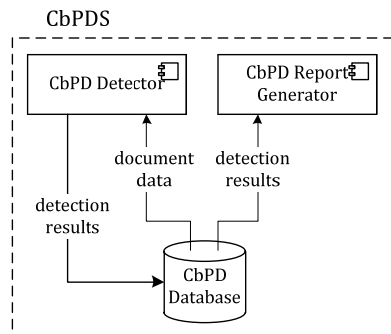 CbPDS
CbPD Detector
CbPD Report
Generator
document
data
detection
results
detection
results
CbPD
Database